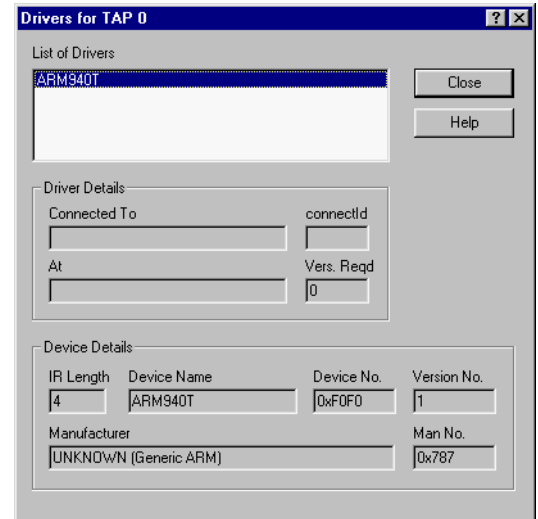 Drivers for TAP 0
List of Drivers
ARM940T
Close
Help
Driver Details
Connected To connectId
At Vers. Reqd
0
Device Details
IR Length Device Name Device No. Version No.
4 ARM940T 0xF0F0 1
Manufacturer Man No.
UNKNOWN (Generic ARM) 0x787